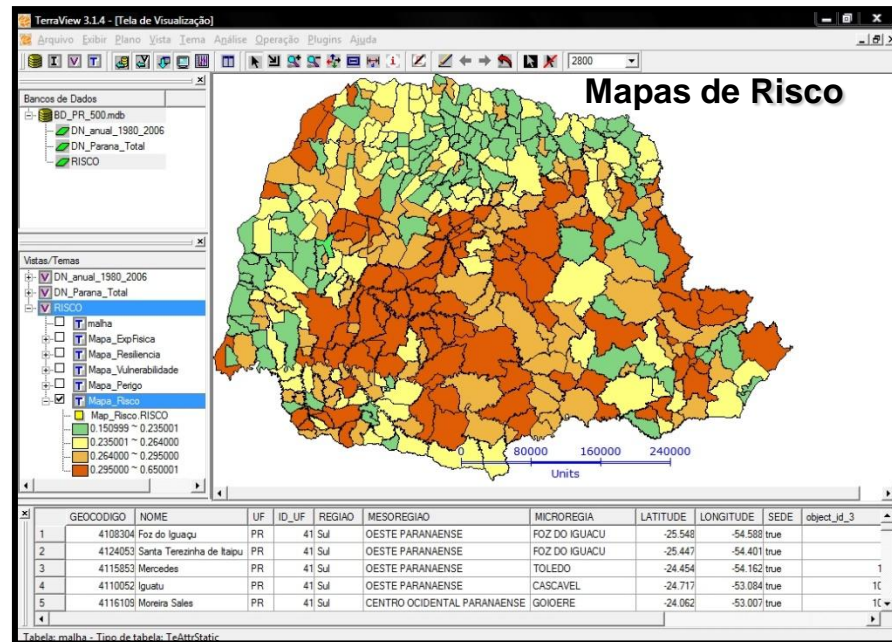 TerraView 3.1.4 - [Tela de Visualização]
Arquivo Exibir Plano Vista Tema Análise Operação Plugins Ajuda
2800
Mapas de Risco
Bancos de Dados
BD_PR_500.mdb
DN_anual_1980_2006
DN_Parana_Total
RISCO
Vistas/Temas
DN_anual_1980_2006
DN_Parana_Total
RISCO
malha
Mapa_ExpFisica
Mapa_Resiliencia
Mapa_Vulnerabilidade
Mapa_Perigo
Mapa_Risco
Map_Risco.RISCO
0.150999 ~ 0.235001
0.235001 ~ 0.264000
0.264000 ~ 0.295000
0.295000 ~ 0.650001
0 80000 160000 240000
Units
GEOCODIGO NOME UF ID_UF REGIAO MESOREGIAO MICROREGIA LATITUDE LONGITUDE SEDE object_id_3
1 4108304 Foz do Iguaçu PR 41 Sul OESTE PARANAENSE FOZ DO IGUACU -25.548 -54.588 true
2 4124053 Santa Terezinha de Itaipu PR 41 Sul OESTE PARANAENSE FOZ DO IGUACU -25.447 -54.401 true
3 4115853 Mercedes PR 41 Sul OESTE PARANAENSE TOLEDO -24.454 -54.162 true 1
4 4110052 Iguatu PR 41 Sul OESTE PARANAENSE CASCAVEL -24.717 -53.084 true 10
5 4116109 Moreira Sales PR 41 Sul CENTRO OCIDENTAL PARANAENSE GOIOERE -24.062 -53.007 true 10
Tabela: malha - Tipo de tabela: TeAttrStatic